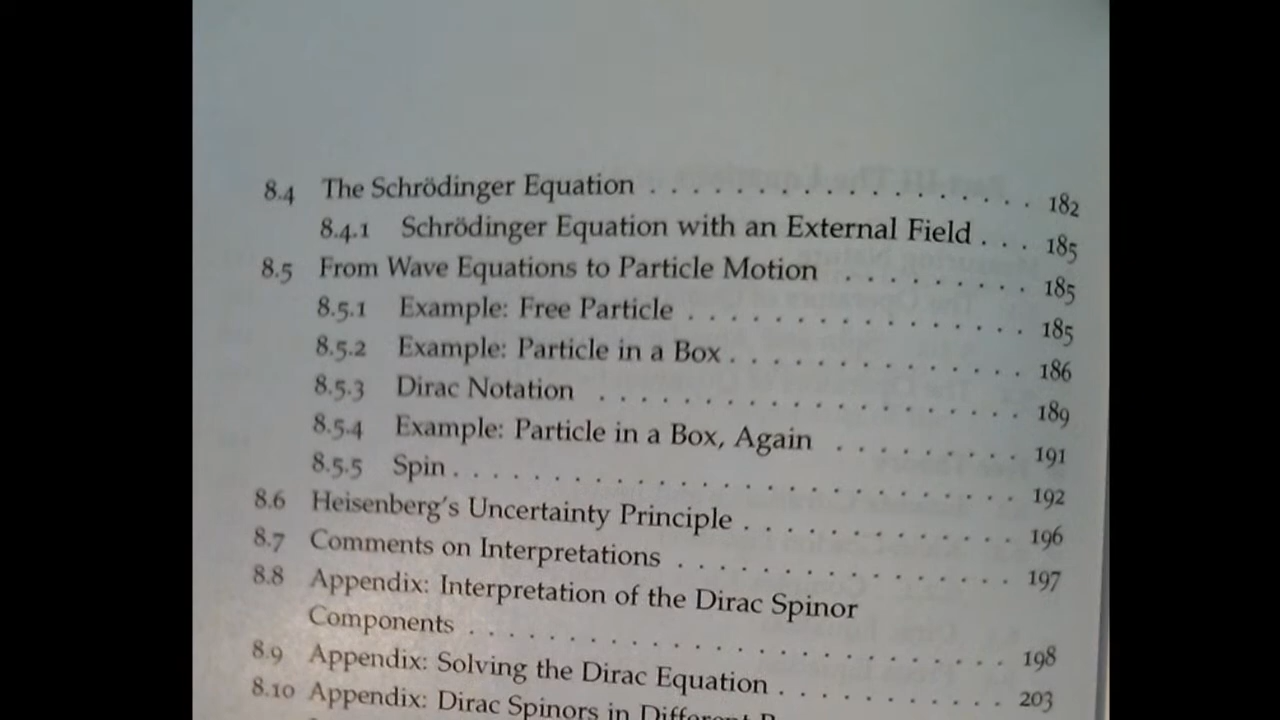 8.4 The Schrödinger Equation . . . . . . . . . . . . . . . . 182
8.4.1 Schrödinger Equation with an External Field . . . 185
8.5 From Wave Equations to Particle Motion . . . . . . . . . 185
8.5.1 Example: Free Particle . . . . . . . . . . . . . . . 185
8.5.2 Example: Particle in a Box . . . . . . . . . . . . . 186
8.5.3 Dirac Notation . . . . . . . . . . . . . . . . . . 189
8.5.4 Example: Particle in a Box, Again . . . . . . . . . 191
8.5.5 Spin . . . . . . . . . . . . . . . . . . . . . . . . 192
8.6 Heisenberg's Uncertainty Principle . . . . . . . . . . . . 196
8.7 Comments on Interpretations . . . . . . . . . . . . . . . 197
8.8 Appendix: Interpretation of the Dirac Spinor
Components . . . . . . . . . . . . . . . . . . . . . . . 198
8.9 Appendix: Solving the Dirac Equation . . . . . . . . . . 203
8.10 Appendix: Dirac Spinors in Different